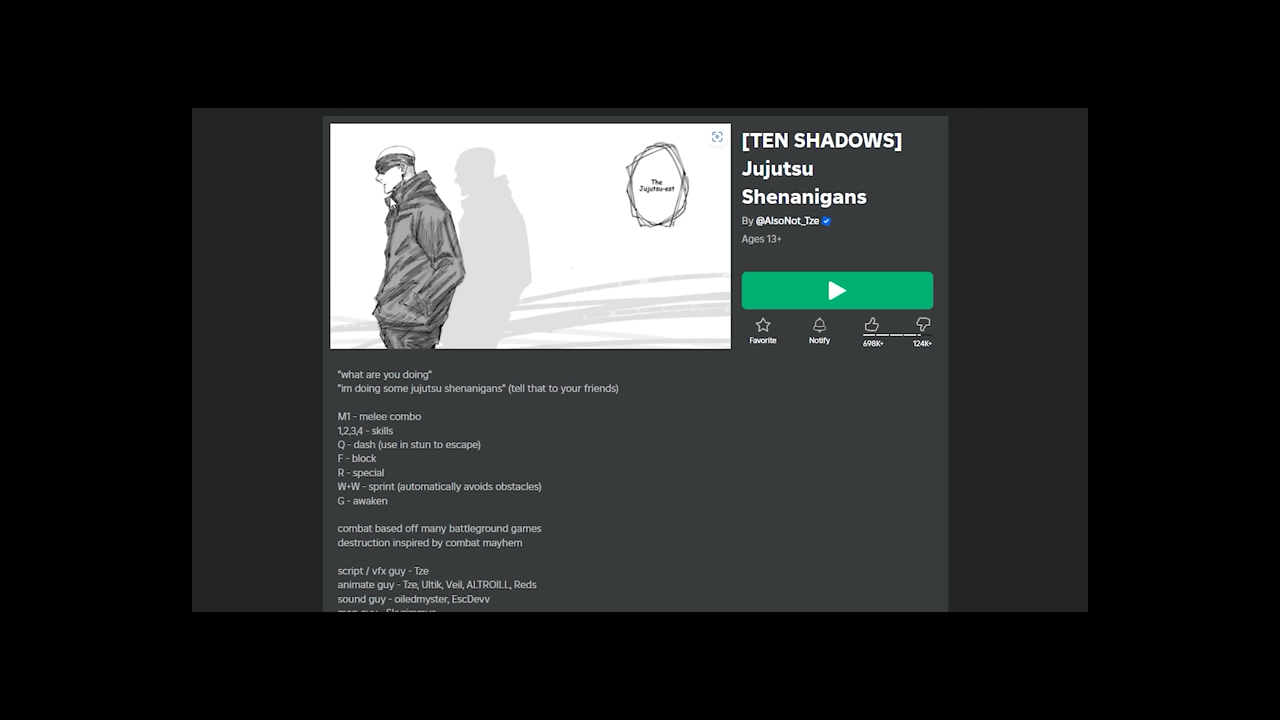 The
Jujutsu-est
[TEN SHADOWS]
Jujutsu
Shenanigans
By @AlsoNot_Tze
Ages 13+
Favorite
Notify
698K+
124K+
"what are you doing"
"im doing some jujutsu shenanigans" (tell that to your friends)
M1 - melee combo
1,2,3,4 - skills
Q - dash (use in stun to escape)
F - block
R - special
W+W - sprint (automatically avoids obstacles)
G - awaken
combat based off many battleground games
destruction inspired by combat mayhem
script / vfx guy - Tze
animate guy - Tze, Ultik, Veil, ALTROILL, Reds
sound guy - oiledmyster, EscDevv